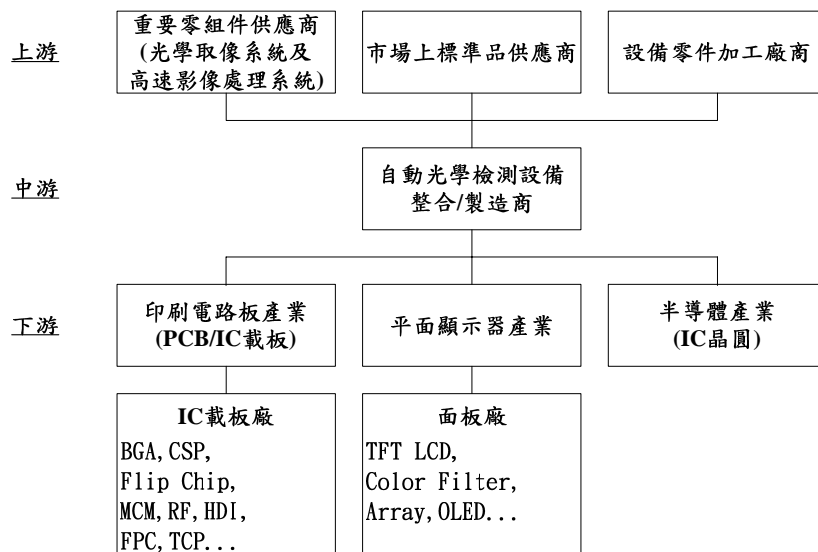 上游
重要零組件供應商
(光學取像系統及
高速影像處理系統)
市場上標準品供應商
設備零件加工廠商
中游
自動光學檢測設備
整合/製造商
下游
印刷電路板產業
(PCB/IC載板)
平面顯示器產業
半導體產業
(IC晶圓)
IC載板廠
BGA,CSP,
Flip Chip,
MCM,RF,HDI,
FPC,TCP...
面板廠
TFT LCD,
Color Filter,
Array,OLED...